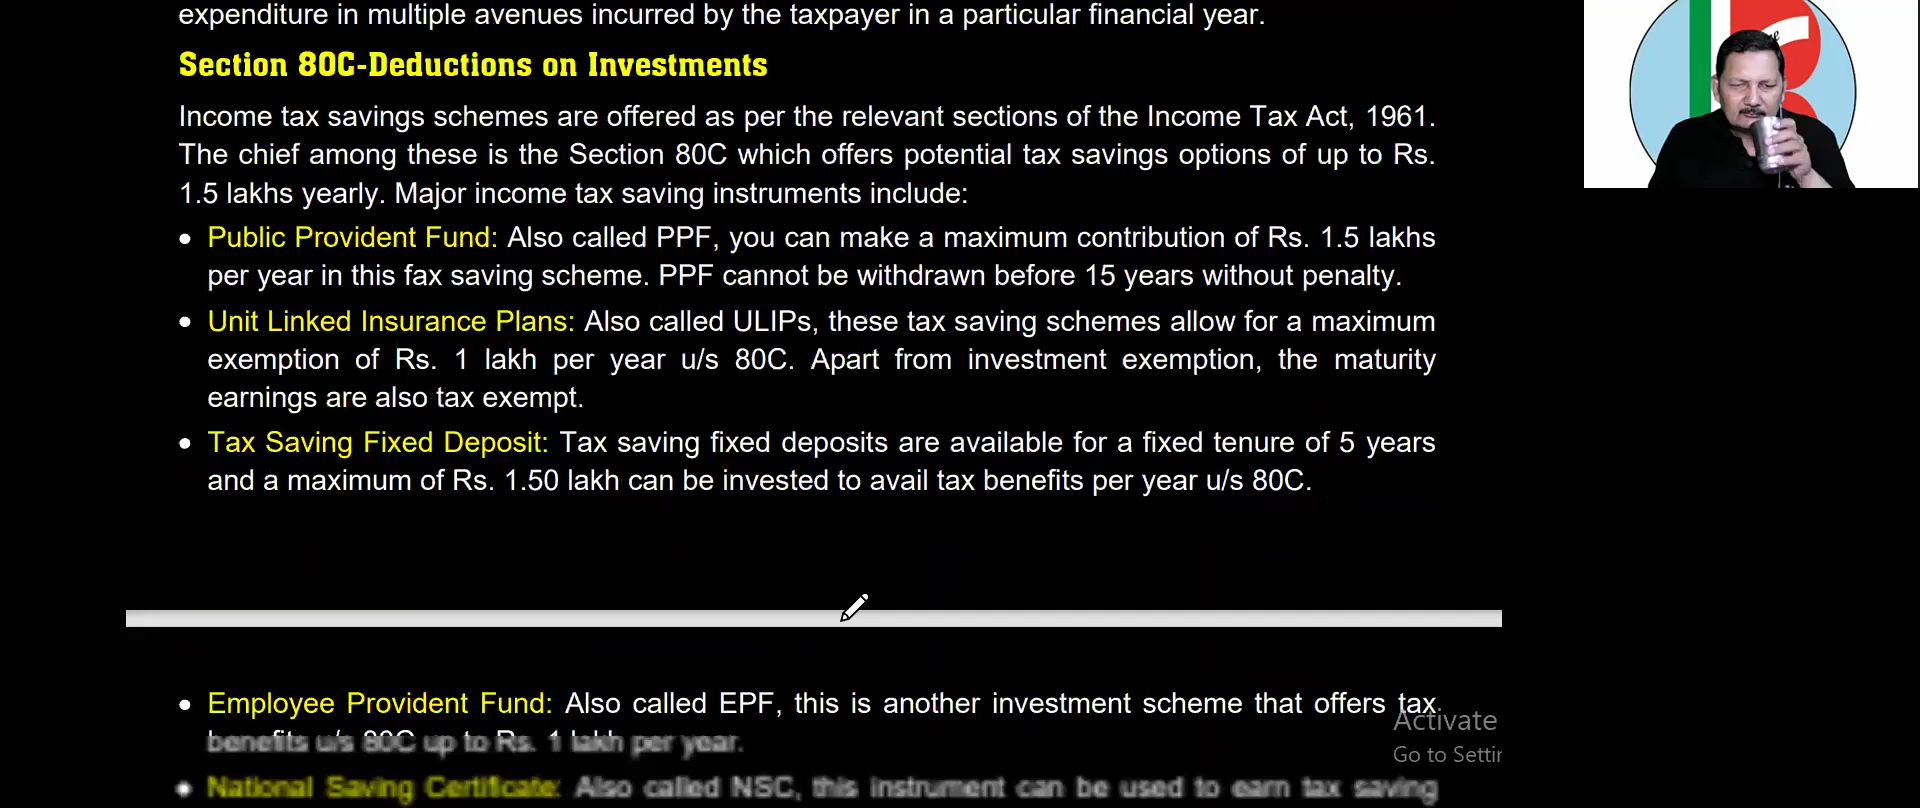 expenditure in multiple avenues incurred by the taxpayer in a particular financial year.
Section 80C-Deductions on Investments
Income tax savings schemes are offered as per the relevant sections of the Income Tax Act, 1961.
The chief among these is the Section 80C which offers potential tax savings options of up to Rs.
1.5 lakhs yearly. Major income tax saving instruments include:
• Public Provident Fund: Also called PPF, you can make a maximum contribution of Rs. 1.5 lakhs
per year in this fax saving scheme. PPF cannot be withdrawn before 15 years without penalty.
• Unit Linked Insurance Plans: Also called ULIPs, these tax saving schemes allow for a maximum
exemption of Rs. 1 lakh per year u/s 80C. Apart from investment exemption, the maturity
earnings are also tax exempt.
• Tax Saving Fixed Deposit: Tax saving fixed deposits are available for a fixed tenure of 5 years
and a maximum of Rs. 1.50 lakh can be invested to avail tax benefits per year u/s 80C.
• Employee Provident Fund: Also called EPF, this is another investment scheme that offers tax
benefits u/s 80C up to Rs. 1 lakh per year.
• National Saving Certificate: Also called NSC, this instrument can be used to earn tax saving
Activate
Go to Settin